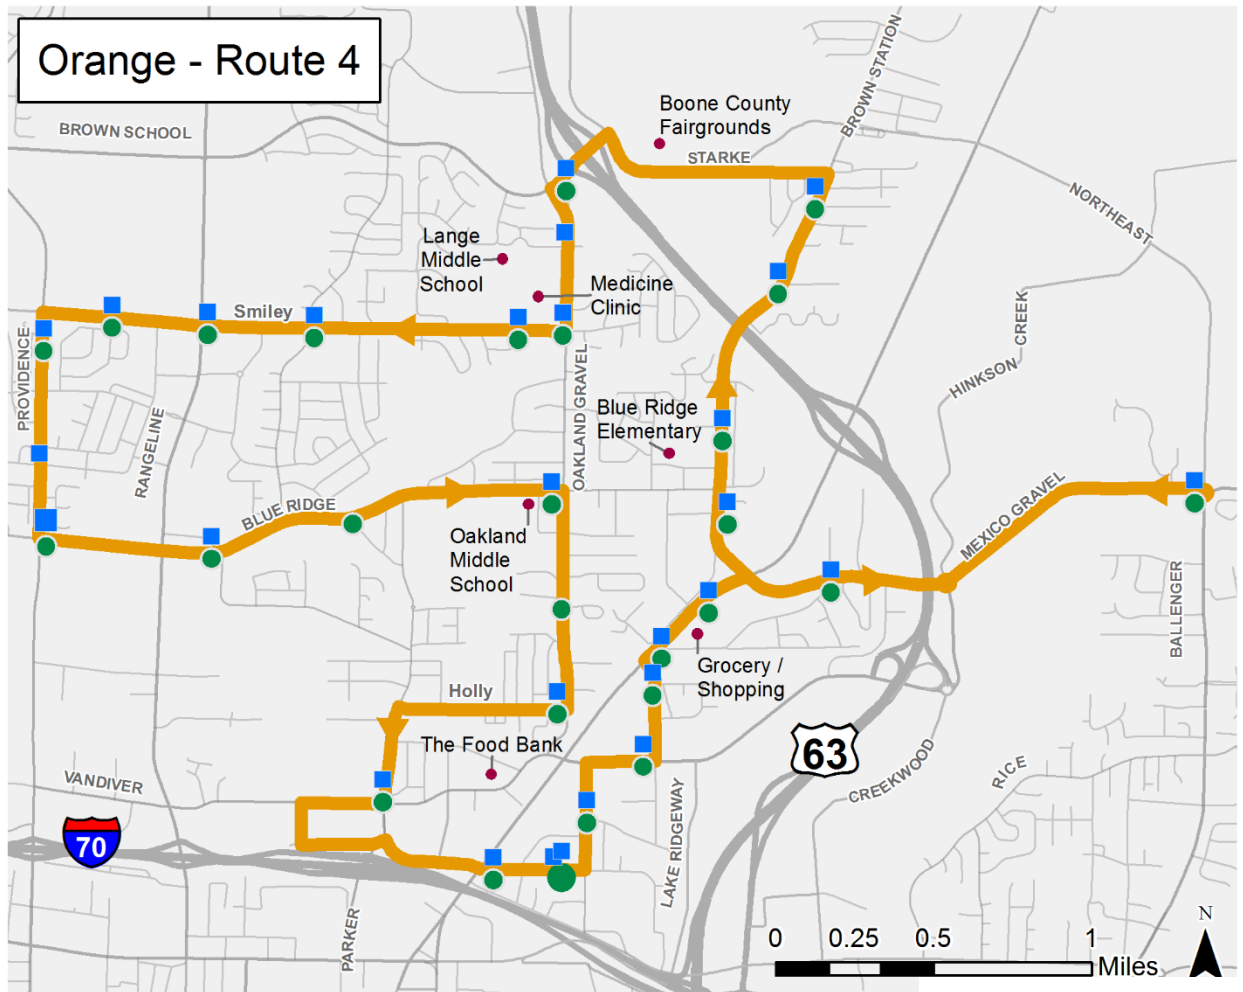 Orange - Route 4
BROWN SCHOOL
Boone County
Fairgrounds
STARKE
BROWN STATION
NORTHEAST
Lange
Middle
School
Medicine
Clinic
Smiley
PROVIDENCE
RANGELINE
OAKLAND GRAVEL
Blue Ridge
Elementary
HINKSON CREEK
BLUE RIDGE
Oakland
Middle
School
MEXICO GRAVEL
BALLENGER
Grocery /
Shopping
Holly
The Food Bank
VANDIVER
70
63
CREEKWOOD
RICE
LAKE RIDGEWAY
PARKER
N
0 0.25 0.5 1
Miles